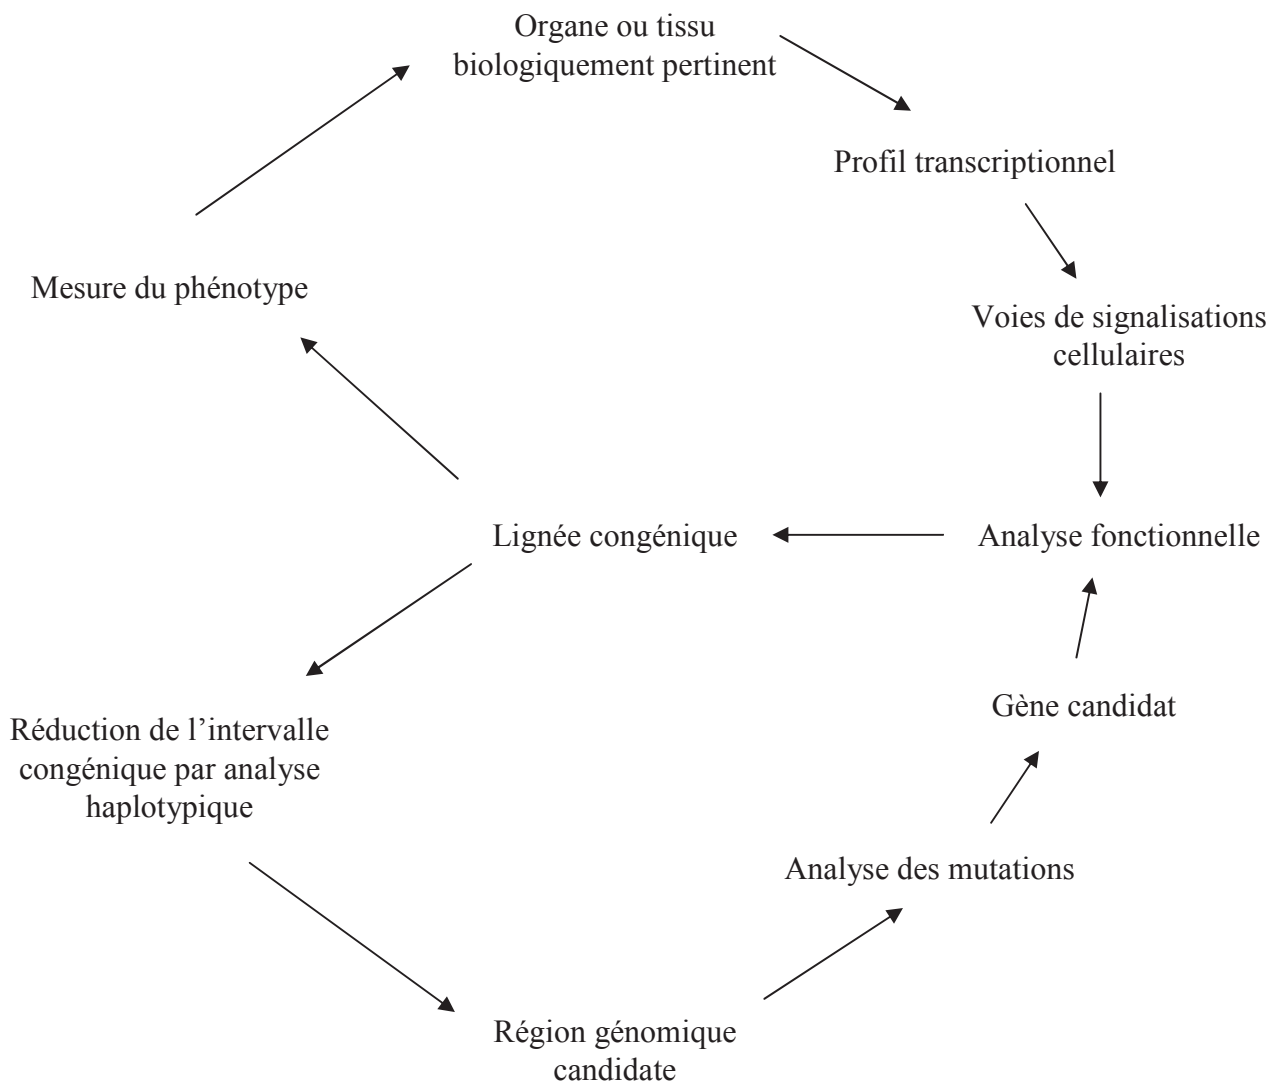 Organe ou tissu
biologiquement pertinent
Profil transcriptionnel
Mesure du phénotype
Voies de signalisations
cellulaires
Lignée congénique
Analyse fonctionnelle
Gène candidat
Réduction de l’intervalle
congénique par analyse
haplotypique
Analyse des mutations
Région génomique
candidate